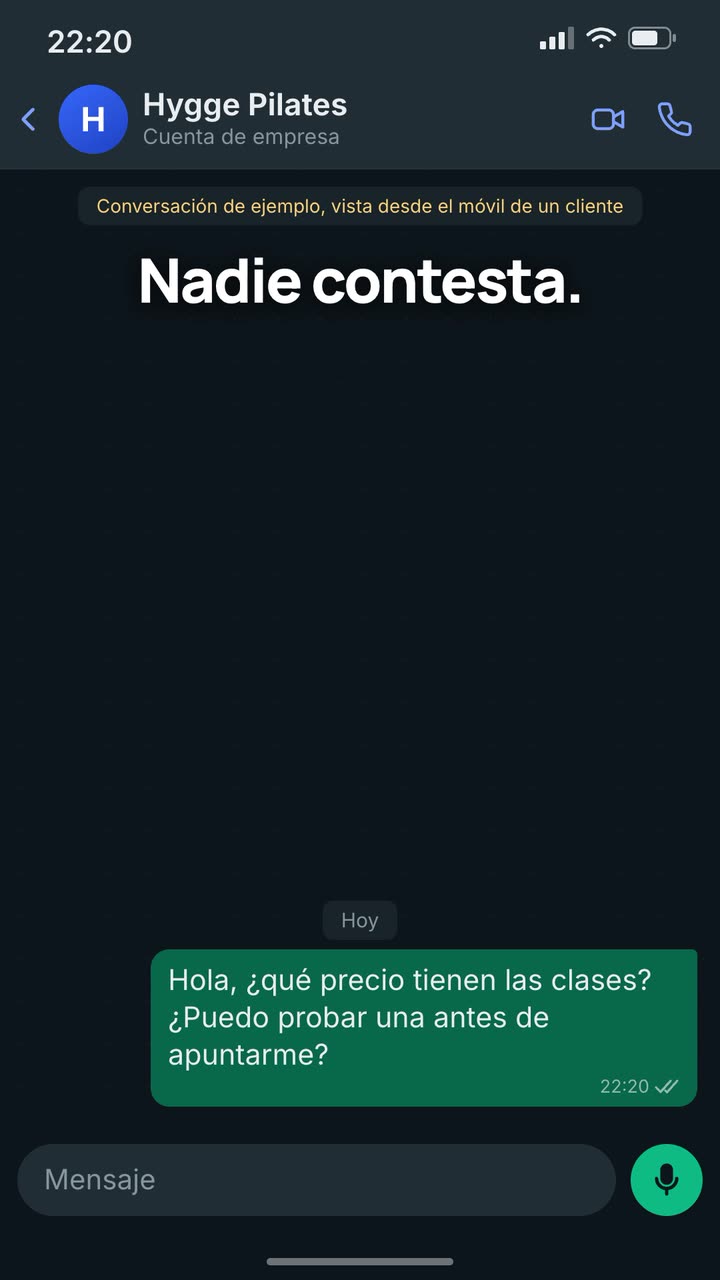 22:20
H
Hygge Pilates
Cuenta de empresa
Conversación de ejemplo, vista desde el móvil de un cliente
Nadie contesta.
Hoy
Hola, ¿qué precio tienen las clases?
¿Puedo probar una antes de
apuntarme?
22:20
Mensaje